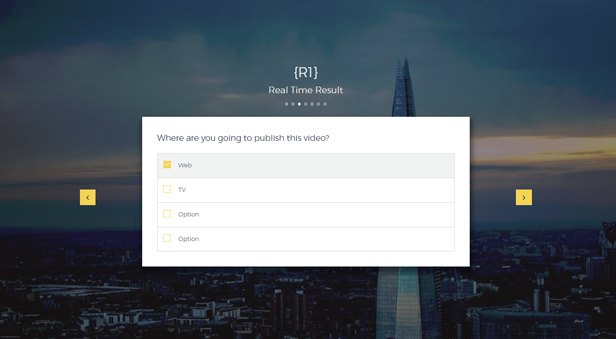 {R1}
Real Time Result
Where are you going to publish this video?
Web
TV
Option
Option